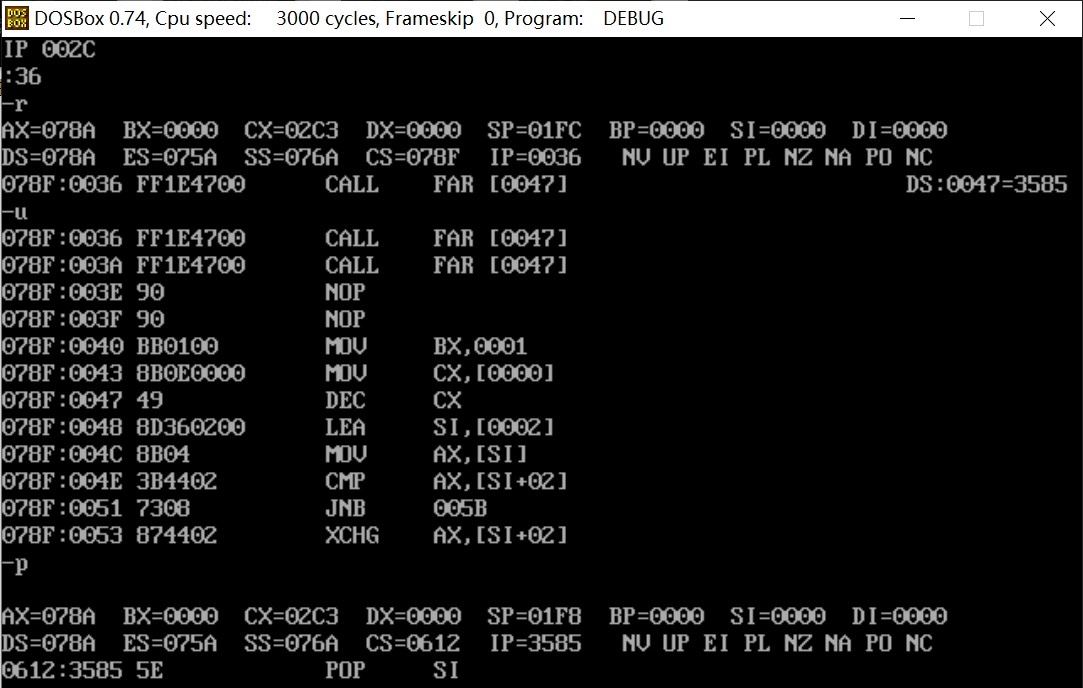 DOS BOX DOSBox 0.74, Cpu speed: 3000 cycles, Frameskip 0, Program: DEBUG
IP 002C
:36
-r
AX=078A BX=0000 CX=02C3 DX=0000 SP=01FC BP=0000 SI=0000 DI=0000
DS=078A ES=075A SS=076A CS=078F IP=0036 NV UP EI PL NZ NA PO NC
078F:0036 FF1E4700 CALL FAR [0047] DS:0047=3585
-u
078F:0036 FF1E4700 CALL FAR [0047]
078F:003A FF1E4700 CALL FAR [0047]
078F:003E 90 NOP
078F:003F 90 NOP
078F:0040 BB0100 MOV BX,0001
078F:0043 8B0E0000 MOV CX,[0000]
078F:0047 49 DEC CX
078F:0048 8D360200 LEA SI,[0002]
078F:004C 8B04 MOV AX,[SI]
078F:004E 3B4402 CMP AX,[SI+02]
078F:0051 7308 JNB 005B
078F:0053 874402 XCHG AX,[SI+02]
-p
AX=078A BX=0000 CX=02C3 DX=0000 SP=01F8 BP=0000 SI=0000 DI=0000
DS=078A ES=075A SS=076A CS=0612 IP=3585 NV UP EI PL NZ NA PO NC
0612:3585 5E POP SI